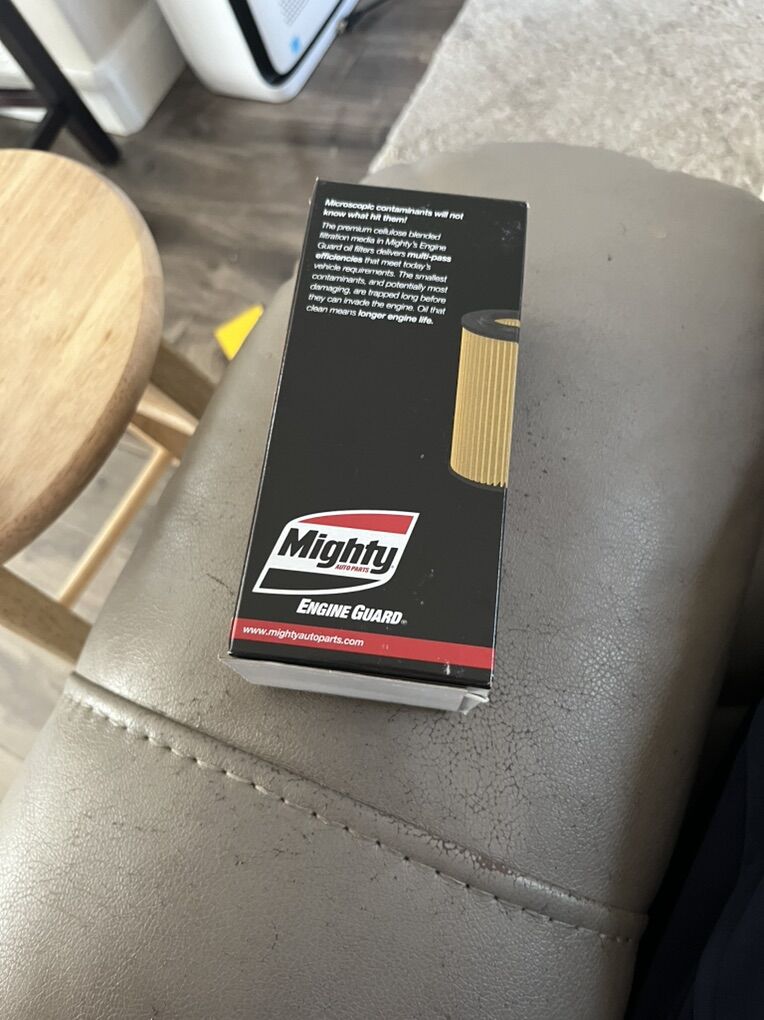 Microscopic contaminants will not
know what hit them!
The premium cellulose blended
filtration media in Mighty's Engine
Guard oil filters delivers multi-pass
efficiencies that meet today's
vehicle requirements. The smallest
contaminants, and potentially most
damaging, are trapped long before
they can invade the engine. Oil that
clean means longer engine life.
Mighty
AUTO PARTS
ENGINE GUARD®
www.mightyautoparts.com